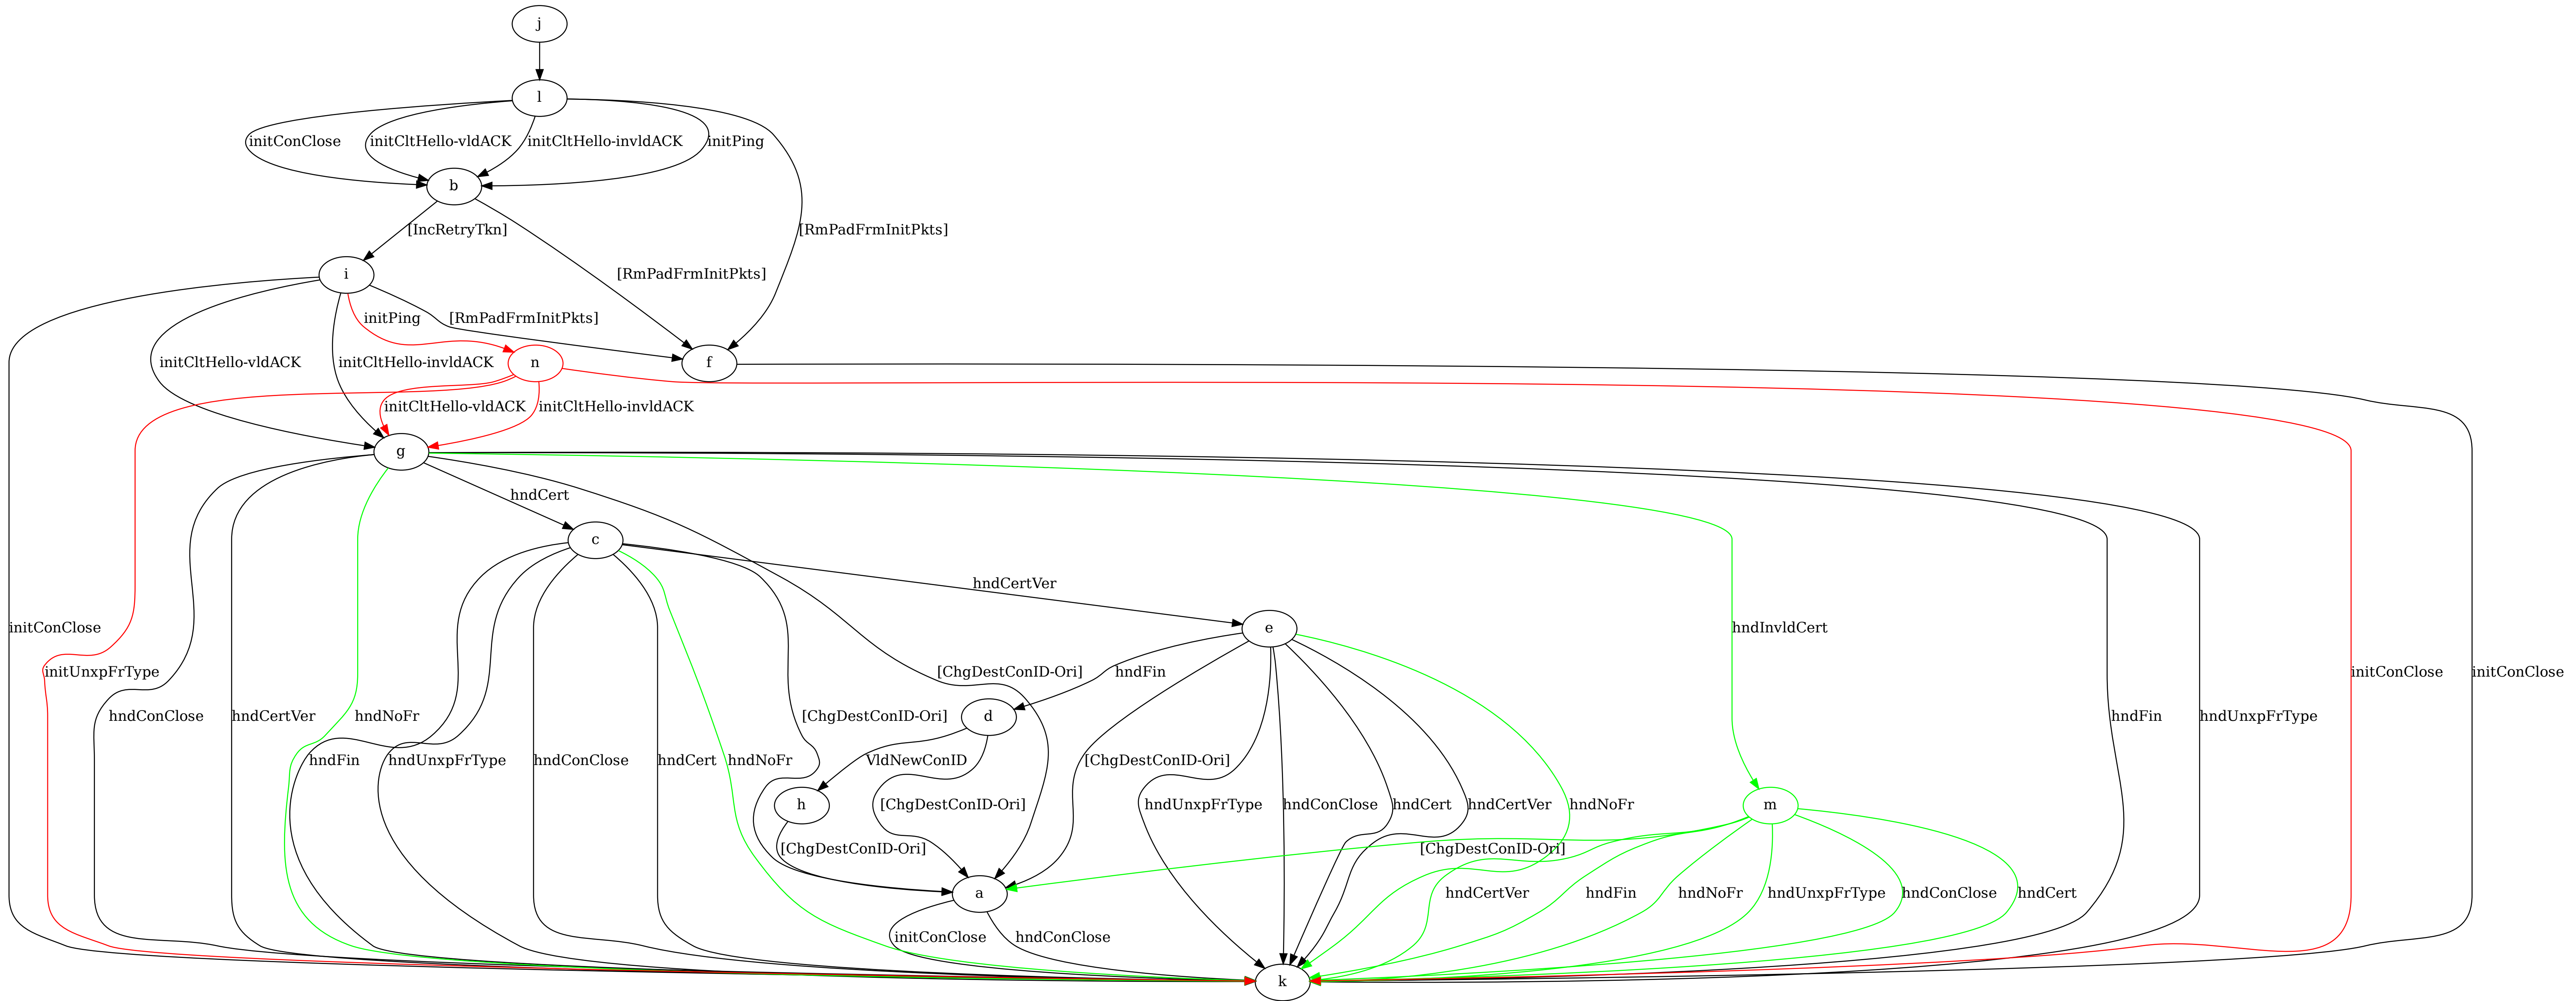 j
l
initConClose
initCltHello-vldACK
initCltHello-invldACK
initPing
b
[IncRetryTkn]
[RmPadFrmInitPkts]
[RmPadFrmInitPkts]
i
initPing
[RmPadFrmInitPkts]
initCltHello-vldACK
initCltHello-invldACK
n
f
initCltHello-vldACK
initCltHello-invldACK
g
hndCert
c
hndCertVer
initConClose
e
hndInvldCert
initUnxpFrType
[ChgDestConID-Ori]
hndFin
initConClose
initConClose
hndConClose
hndCertVer
hndNoFr
[ChgDestConID-Ori]
d
hndFin
hndUnxpFrType
hndFin
hndUnxpFrType
hndConClose
hndCert
hndNoFr
VldNewConID
[ChgDestConID-Ori]
h
[ChgDestConID-Ori]
hndUnxpFrType
hndConClose
hndCert
hndCertVer
hndNoFr
m
[ChgDestConID-Ori]
[ChgDestConID-Ori]
a
hndCertVer
hndFin
hndNoFr
hndUnxpFrType
hndConClose
hndCert
initConClose
hndConClose
k